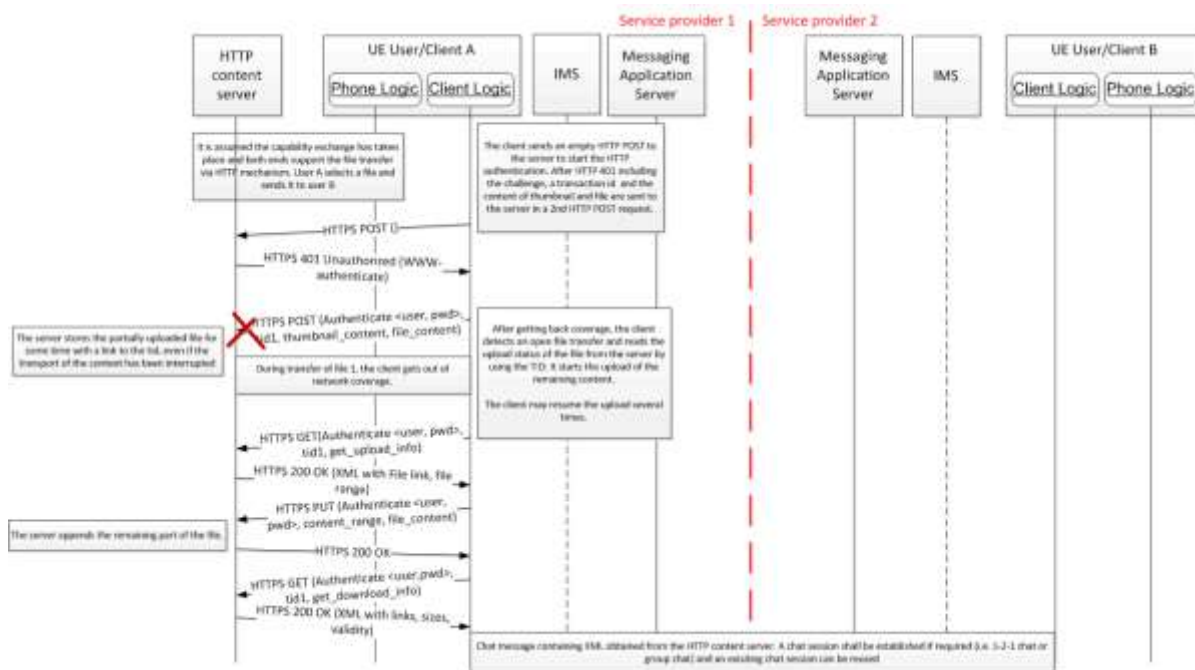 Service provider 1
Service provider 2
HTTP
content
server
UE User/Client A
Phone Logic
Client Logic
IMS
Messaging
Application
Server
Messaging
Application
Server
IMS
UE User/Client B
Client Logic
Phone Logic
It is assumed the capability exchange has taken
place and both ends support the file transfer
via HTTP mechanism. User A selects a file and
sends it to user B
The client sends an empty HTTP POST to
the server to start the HTTP
authentication. After HTTP 401 including
the challenge, a transaction id and the
content of thumbnail and file are sent to
the server in a 2nd HTTP POST request.
HTTPS POST ()
HTTPS 401 Unauthorized (WWW-
authenticate)
HTTPS POST (Authenticate <user, pwd>,
tid1, thumbnail_content, file_content)
The server stores the partially uploaded file for
some time with a link to the tid, even if the
transport of the content has been interrupted
During transfer of file 1, the client gets out of
network coverage.
After getting back coverage, the client
detects an open file transfer and reads the
upload status of the file from the server by
using the TID. It starts the upload of the
remaining content.
The client may resume the upload several
times.
HTTPS GET(Authenticate <user, pwd>,
tid1, get_upload_info)
HTTPS 200 OK (XML with File link, file
range)
HTTPS PUT (Authenticate <user,
pwd>, content_range, file_content)
The server appends the remaining part of the file.
HTTPS 200 OK
HTTPS GET (Authenticate <user,pwd>,
tid1, get_download_info)
HTTPS 200 OK (XML with links, sizes,
validity)
Chat message containing XML obtained from the HTTP content server. A chat session shall be established if required (i.e. 1-2-1 chat or
group chat) and an existing chat session can be reused